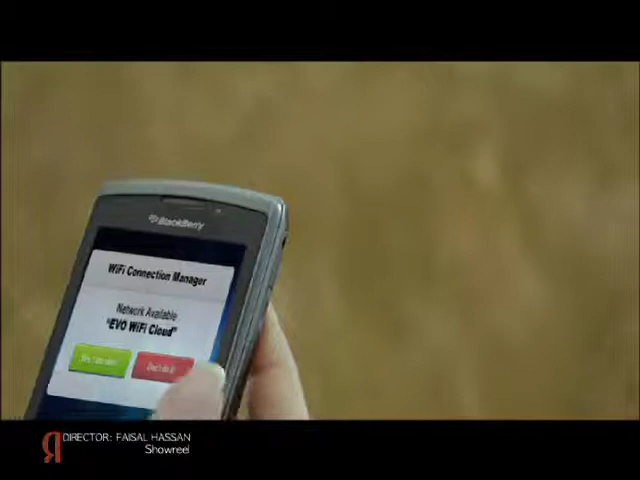 BlackBerry
WiFi Connection Manager
Network Available
"EVO WiFi Cloud"
DIRECTOR: FAISAL HASSAN
Showreel